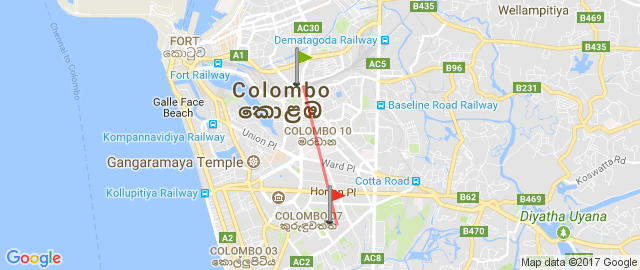 B435
Wellampitiya
AC30
Dematagoda Railway
B469
B435
FORT
කොටුව
A1
Fort Railway
AC5
B96
B231
Colombo
කොළඹ
Galle Face
Beach
Baseline Road Railway
COLOMBO 10
මරදාන
Kompannavidiya Railway
Union Pl
Gangaramaya Temple
Ward Pl
Koswatta Rd
Cotta Road
Kollupitiya Railway
Horton Pl
B62
B469
COLOMBO 07
කුරුඳුවත්ත
Diyatha Uyana
A2
B470
COLOMBO 03
කොල්ලුපිටිය
AC2
AC8
Chennai to Colombo
Google
Map data ©2017 Google